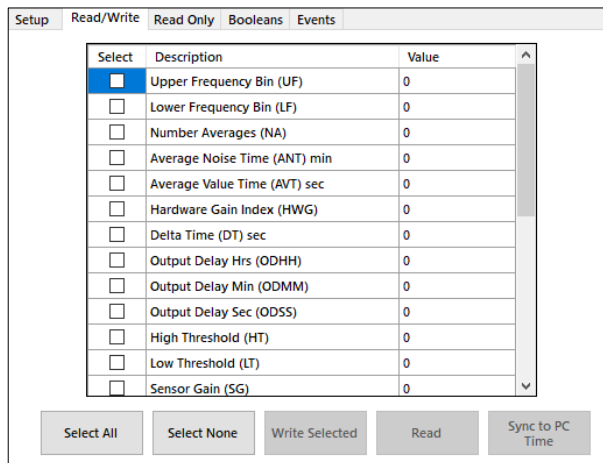 Setup Read/Write Read Only Booleans Events
Select Description Value
Upper Frequency Bin (UF) 0
Lower Frequency Bin (LF) 0
Number Averages (NA) 0
Average Noise Time (ANT) min 0
Average Value Time (AVT) sec 0
Hardware Gain Index (HWG) 0
Delta Time (DT) sec 0
Output Delay Hrs (ODHH) 0
Output Delay Min (ODMM) 0
Output Delay Sec (ODSS) 0
High Threshold (HT) 0
Low Threshold (LT) 0
Sensor Gain (SG) 0
Select All Select None Write Selected Read Sync to PC
Time